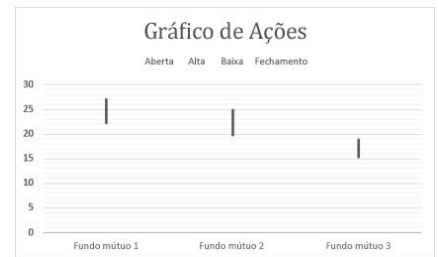 Gráfico de Ações
Aberta Alta Baixa Fechamento
30
25
20
15
10
5
0
Fundo mútuo 1 Fundo mútuo 2 Fundo mútuo 3